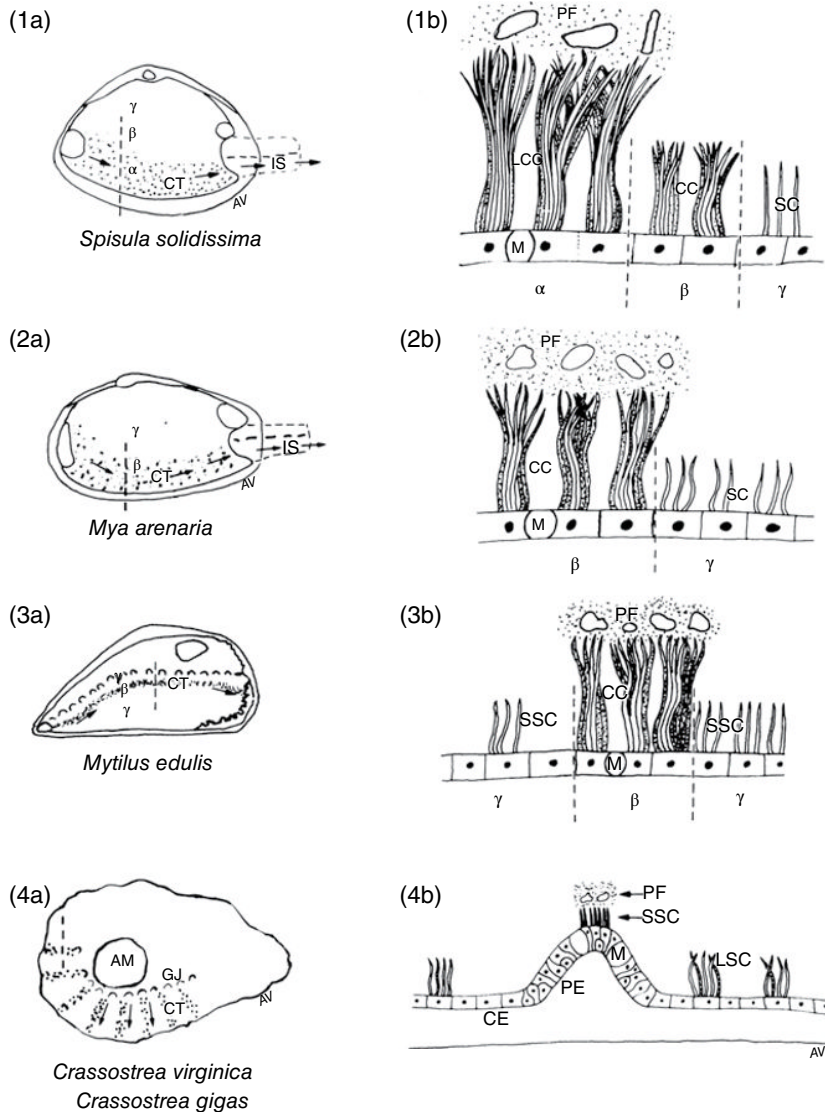 (1a)
γ
β
α
CT
IS
AV
Spisula solidissima
(1b)
PF
LCC
CC
SC
M
α β γ
(2a)
γ
β
CT
IS
AV
Mya arenaria
(2b)
PF
CC
SC
M
β γ
(3a)
γ
β
CT
γ
Mytilus edulis
(3b)
PF
SSC
CC
SSC
M
γ β γ
(4a)
AM
GJ
CT
AV
Crassostrea virginica
Crassostrea gigas
(4b)
PF
SSC
M
LSC
PE
CE
AV